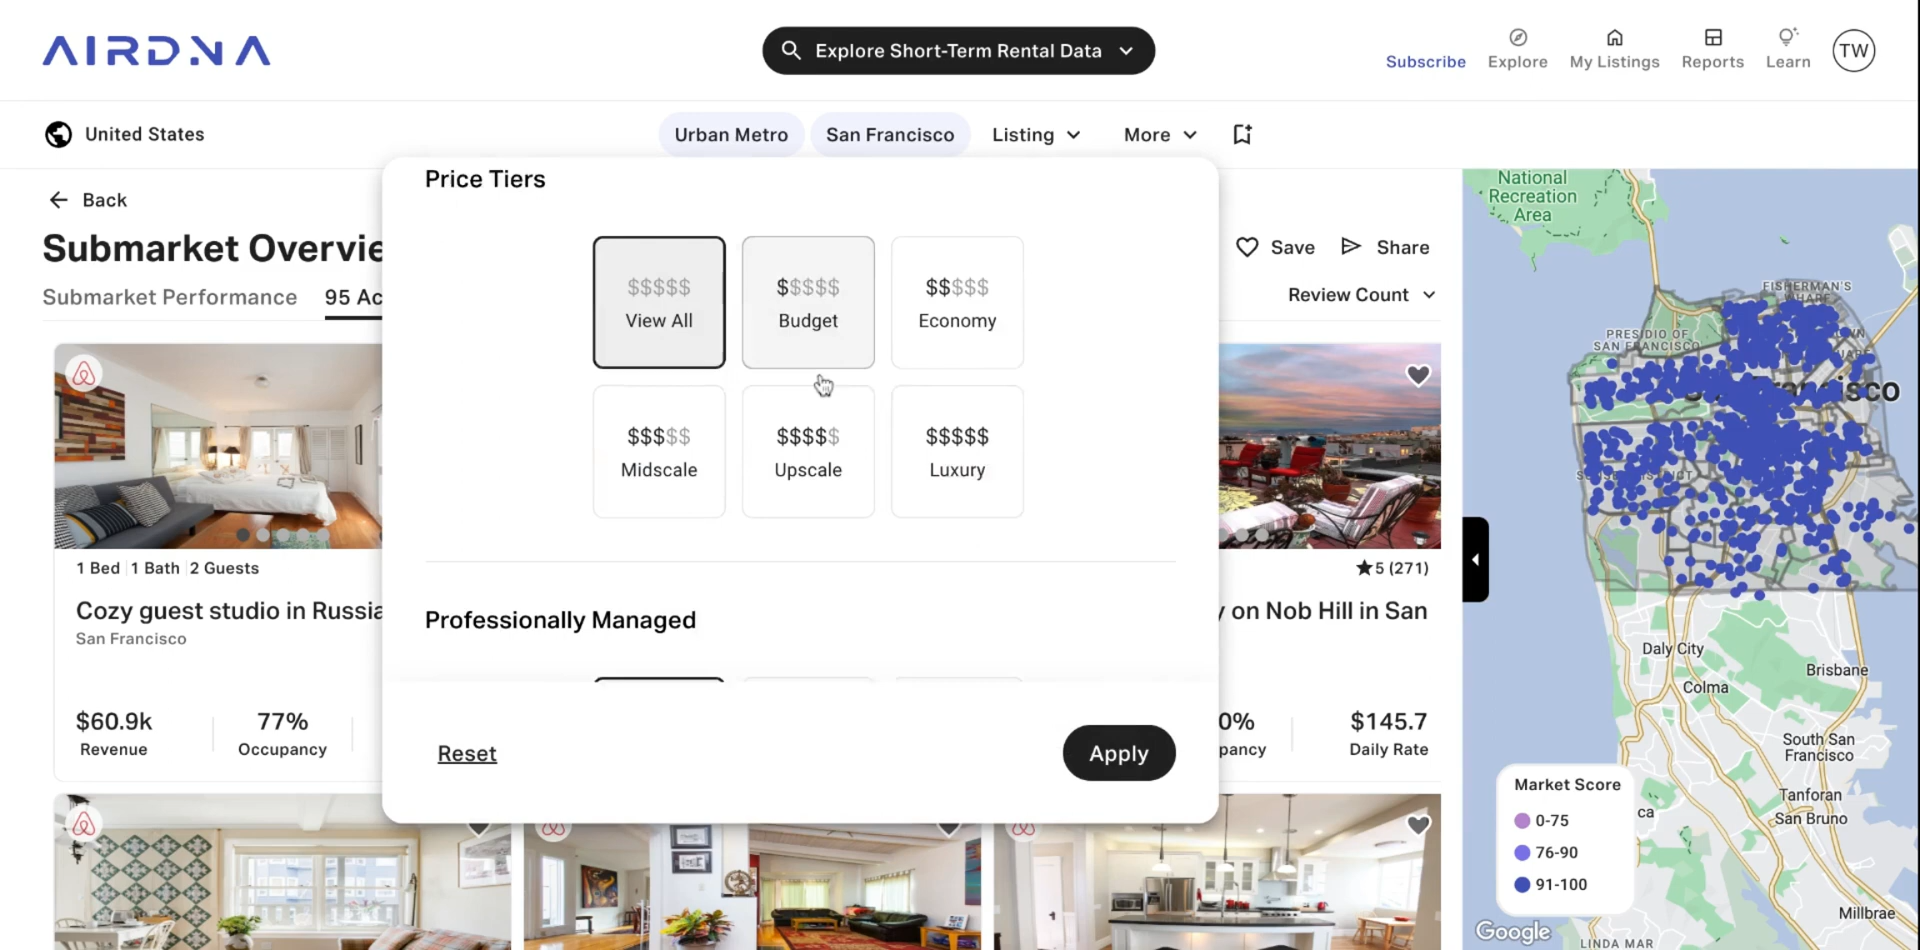 AIRDNA
Explore Short-Term Rental Data
Subscribe
Explore
My Listings
Reports
Learn
TW
United States
Urban Metro
San Francisco
Listing
More
Back
Submarket Overvie
Submarket Performance
95 Ac
Save
Share
Review Count
Price Tiers
$$$$$
View All
$$$$$
Budget
$$$$$
Economy
$$$$$
Midscale
$$$$$
Upscale
$$$$$
Luxury
Professionally Managed
Reset
Apply
1 Bed 1 Bath 2 Guests
Cozy guest studio in Russia
San Francisco
$60.9k
Revenue
77%
Occupancy
5 (271)
y on Nob Hill in San
0%
pancy
$145.7
Daily Rate
National
Recreation
Area
FISHERMAN'S
WHARF
PRESIDIO OF
SAN FRANCISCO
isco
Daly City
Brisbane
Colma
South San
Francisco
Tanforan
San Bruno
ca
Millbrae
LINDA MAR
Market Score
0-75
76-90
91-100
Google